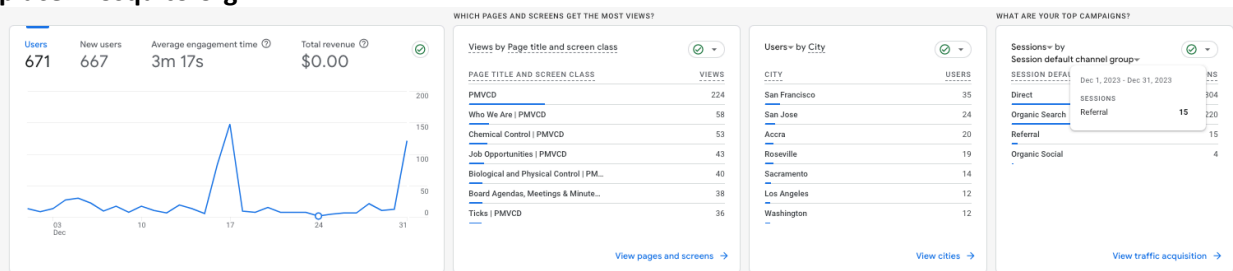 WHICH PAGES AND SCREENS GET THE MOST VIEWS?
WHAT ARE YOUR TOP CAMPAIGNS?
Users
671
New users
667
Average engagement time
3m 17s
Total revenue
$0.00
200
150
100
50
0
03
Dec
10
17
24
31
Views by Page title and screen class
PAGE TITLE AND SCREEN CLASS VIEWS
PMVCD 224
Who We Are | PMVCD 58
Chemical Control | PMVCD 53
Job Opportunities | PMVCD 43
Biological and Physical Control | PM... 40
Board Agendas, Meetings & Minute... 38
Ticks | PMVCD 36
View pages and screens →
Users by City
CITY USERS
San Francisco 35
San Jose 24
Accra 20
Roseville 19
Sacramento 14
Los Angeles 12
Washington 12
View cities →
Sessions by
Session default channel group
SESSION DEFA NS
Direct 304
Organic Search 220
Referral 15
Organic Social 4
Dec 1, 2023 - Dec 31, 2023
SESSIONS
Referral 15
View traffic acquisition →